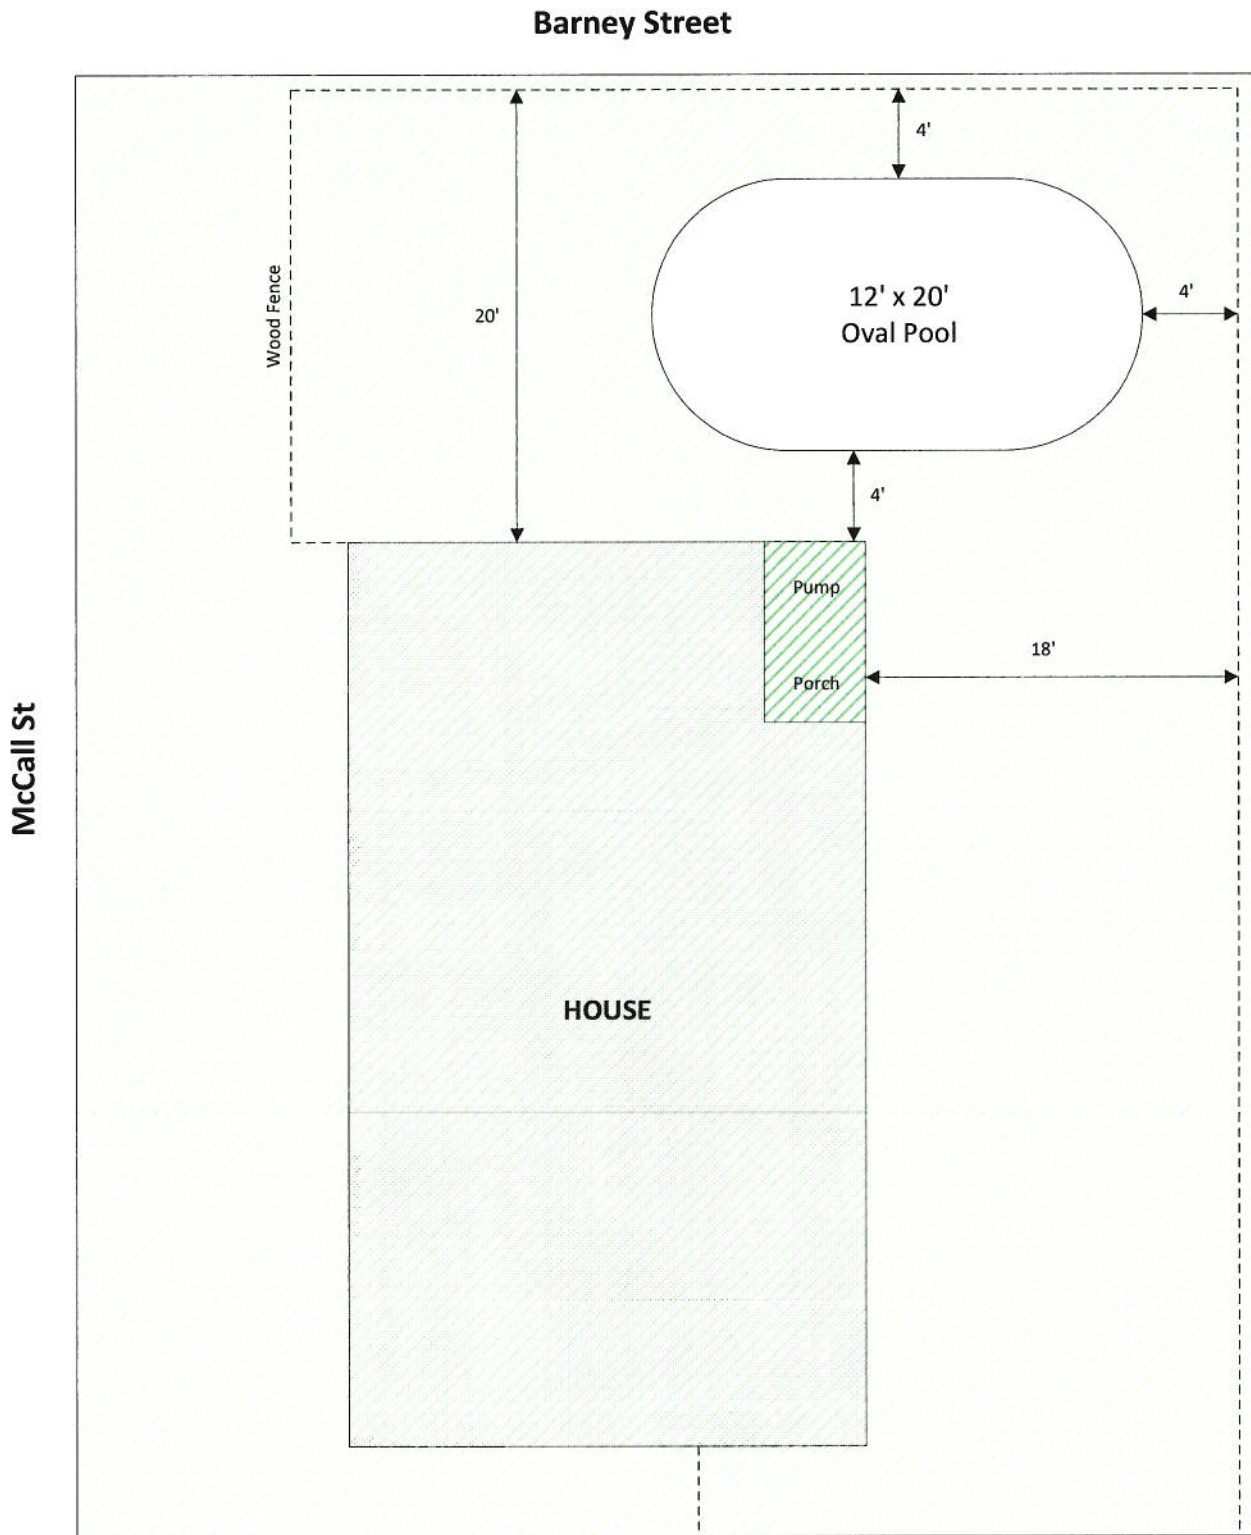 Barney Street
4'
12' x 20'
Oval Pool
4'
Wood Fence
20'
4'
Pump
Porch
18'
McCall St
HOUSE